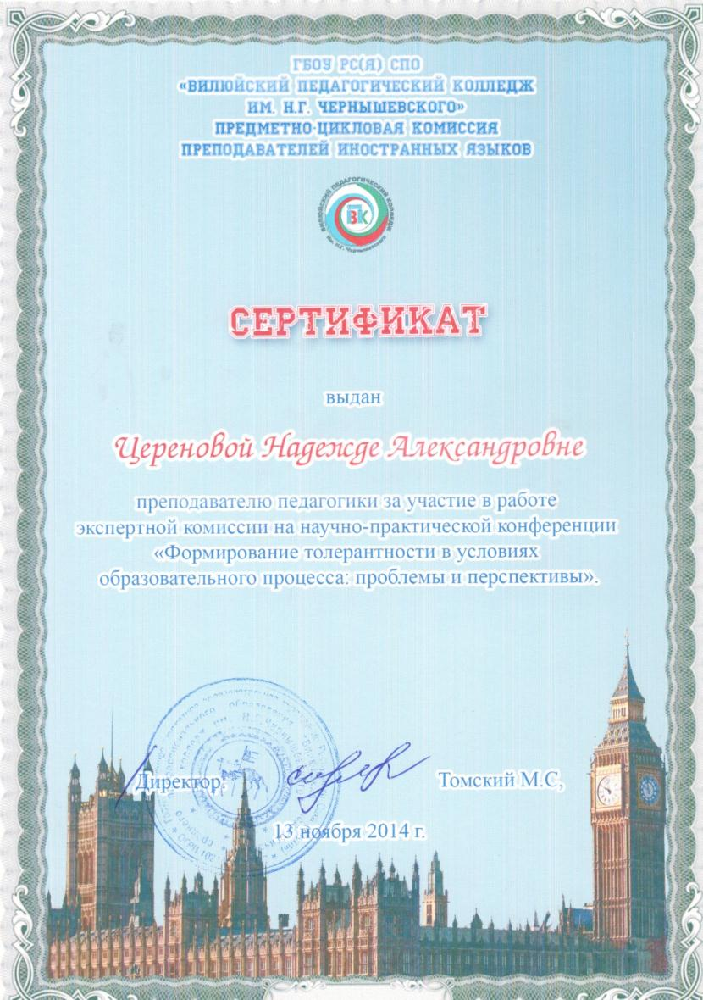 ГБОУ РС(Я) СПО
«ВИЛЮЙСКИЙ ПЕДАГОГИЧЕСКИЙ КОЛЛЕДЖ
ИМ. Н.Г. ЧЕРНЫШЕВСКОГО»
ПРЕДМЕТНО-ЦИКЛОВАЯ КОМИССИЯ
ПРЕПОДАВАТЕЛЕЙ ИНОСТРАННЫХ ЯЗЫКОВ
ВИЛЮЙСКИЙ ПЕДАГОГИЧЕСКИЙ КОЛЛЕДЖ
ВПК
им. Н.Г. Чернышевского
СЕРТИФИКАТ
выдан
Цереновой Надежде Александровне
преподавателю педагогики за участие в работе
экспертной комиссии на научно-практической конференции
«Формирование толерантности в условиях
образовательного процесса: проблемы и перспективы».
Директор.
Томский М.С,
13 ноября 2014 г.